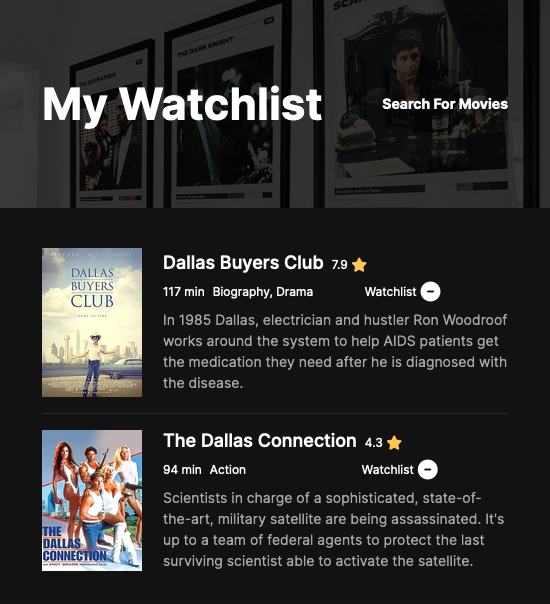 SCAR
THE DARK KNIGHT
THE GODFATHER
My Watchlist
Search For Movies
DALLAS
BUYERS
CLUB
Dallas Buyers Club 7.9
117 min Biography, Drama Watchlist
In 1985 Dallas, electrician and hustler Ron Woodroof
works around the system to help AIDS patients get
the medication they need after he is diagnosed with
the disease.
THE
DALLAS
CONNECTION
The Dallas Connection 4.3
94 min Action Watchlist
Scientists in charge of a sophisticated, state-of-
the-art, military satellite are being assassinated. It's
up to a team of federal agents to protect the last
surviving scientist able to activate the satellite.